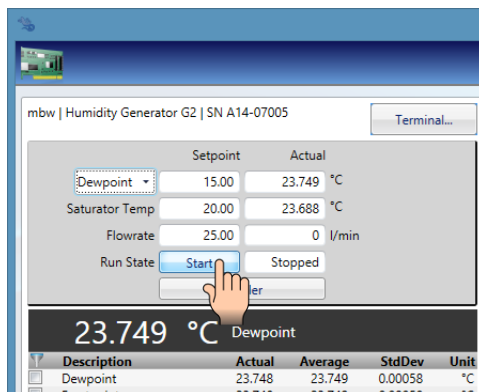 mbw | Humidity Generator G2 | SN A14-07005
Terminal...
Setpoint Actual
Dewpoint 15.00 23.749 °C
Saturator Temp 20.00 23.688 °C
Flowrate 25.00 0 l/min
Run State Start Stopped
23.749 °C Dewpoint
Description Actual Average StdDev Unit
Dewpoint 23.748 23.749 0.00058 °C